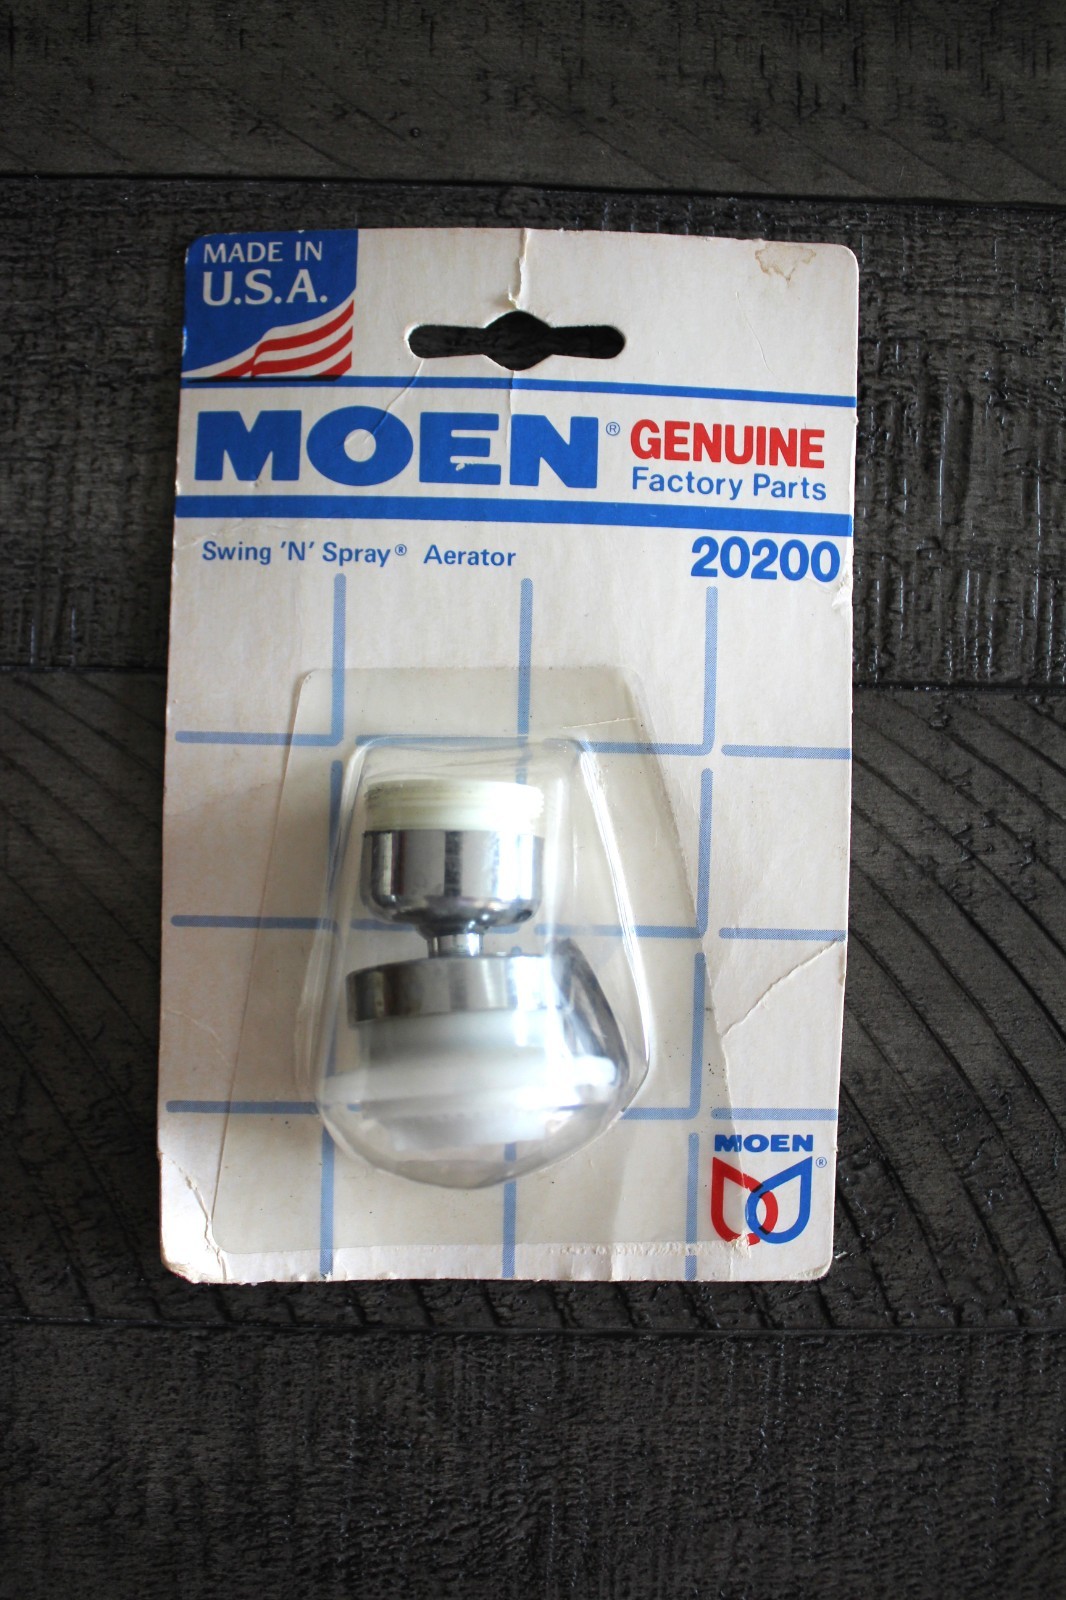 MADE IN
U.S.A.
MOEN® GENUINE
Factory Parts
Swing 'N' Spray® Aerator
20200
MOEN
®